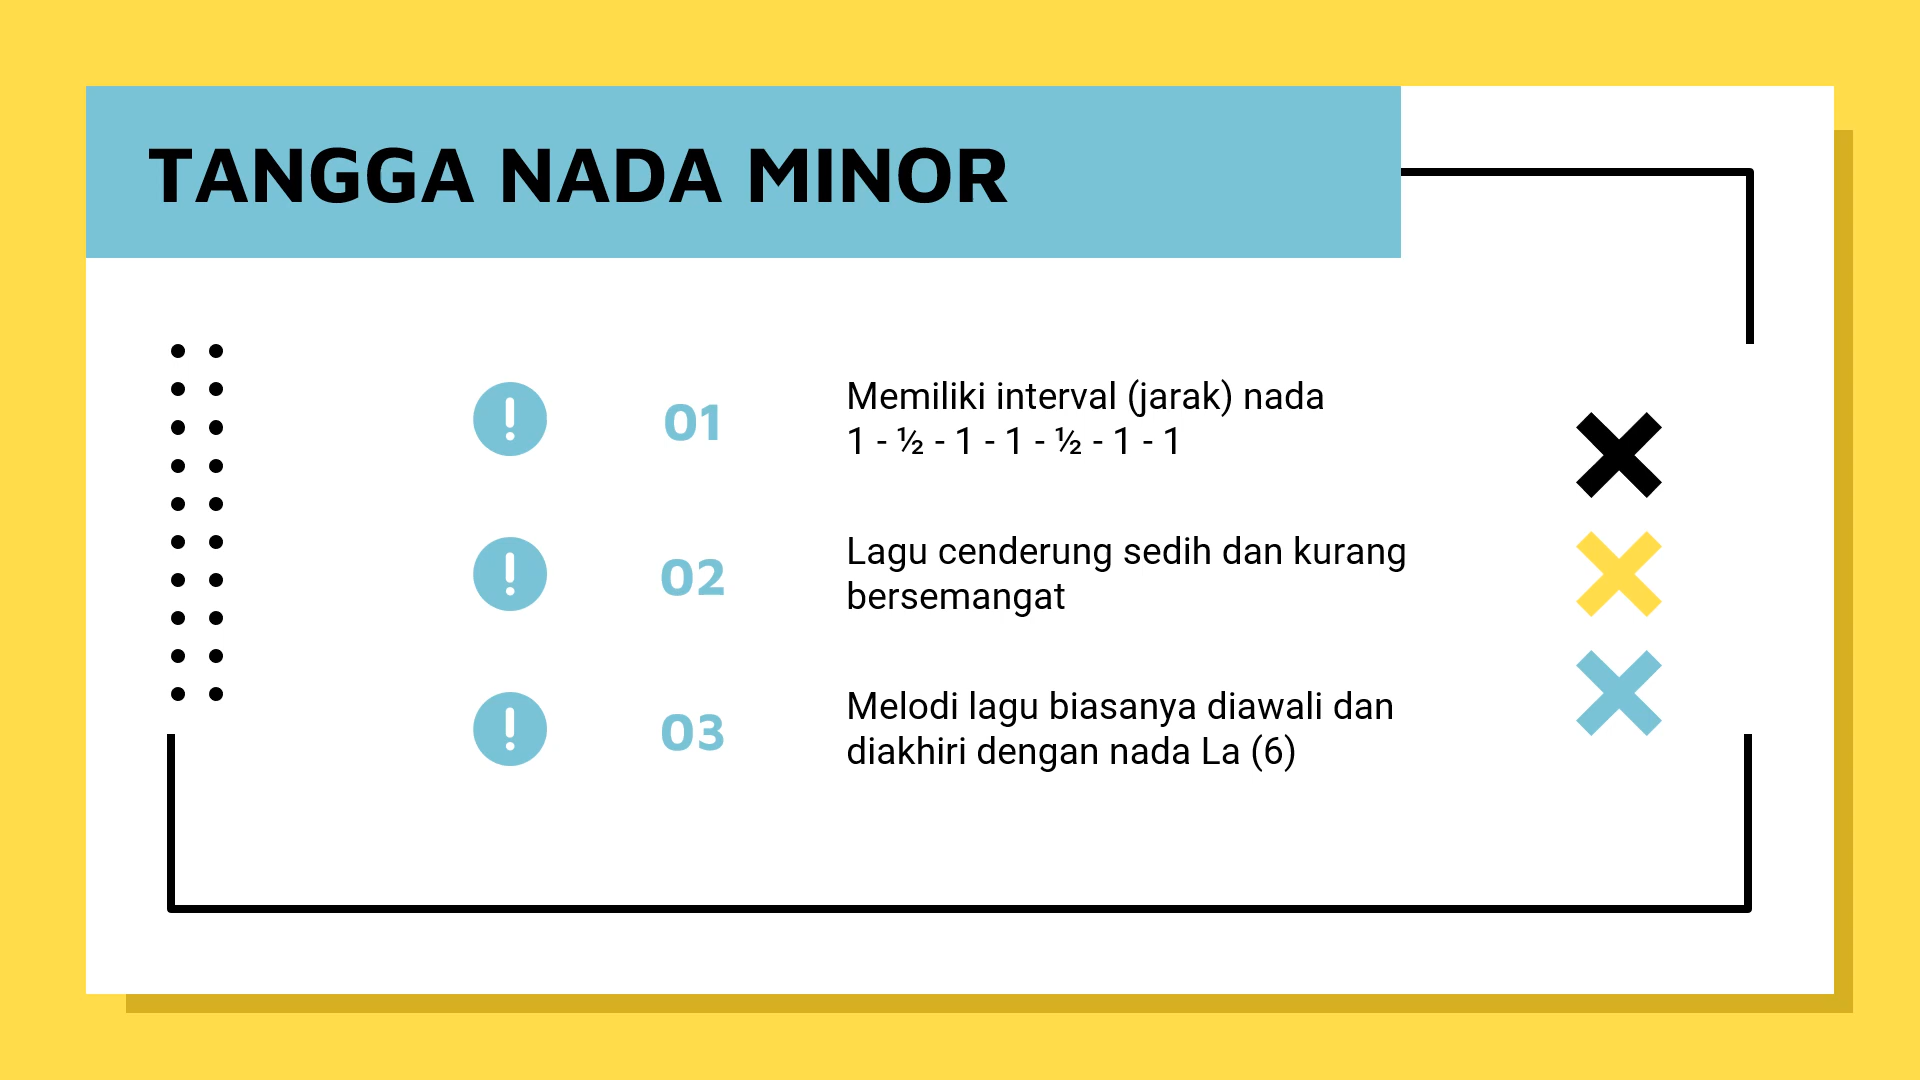 TANGGA NADA MINOR
01
Memiliki interval (jarak) nada
1 - ½ - 1 - 1 - ½ - 1 - 1
02
Lagu cenderung sedih dan kurang
bersemangat
03
Melodi lagu biasanya diawali dan
diakhiri dengan nada La (6)